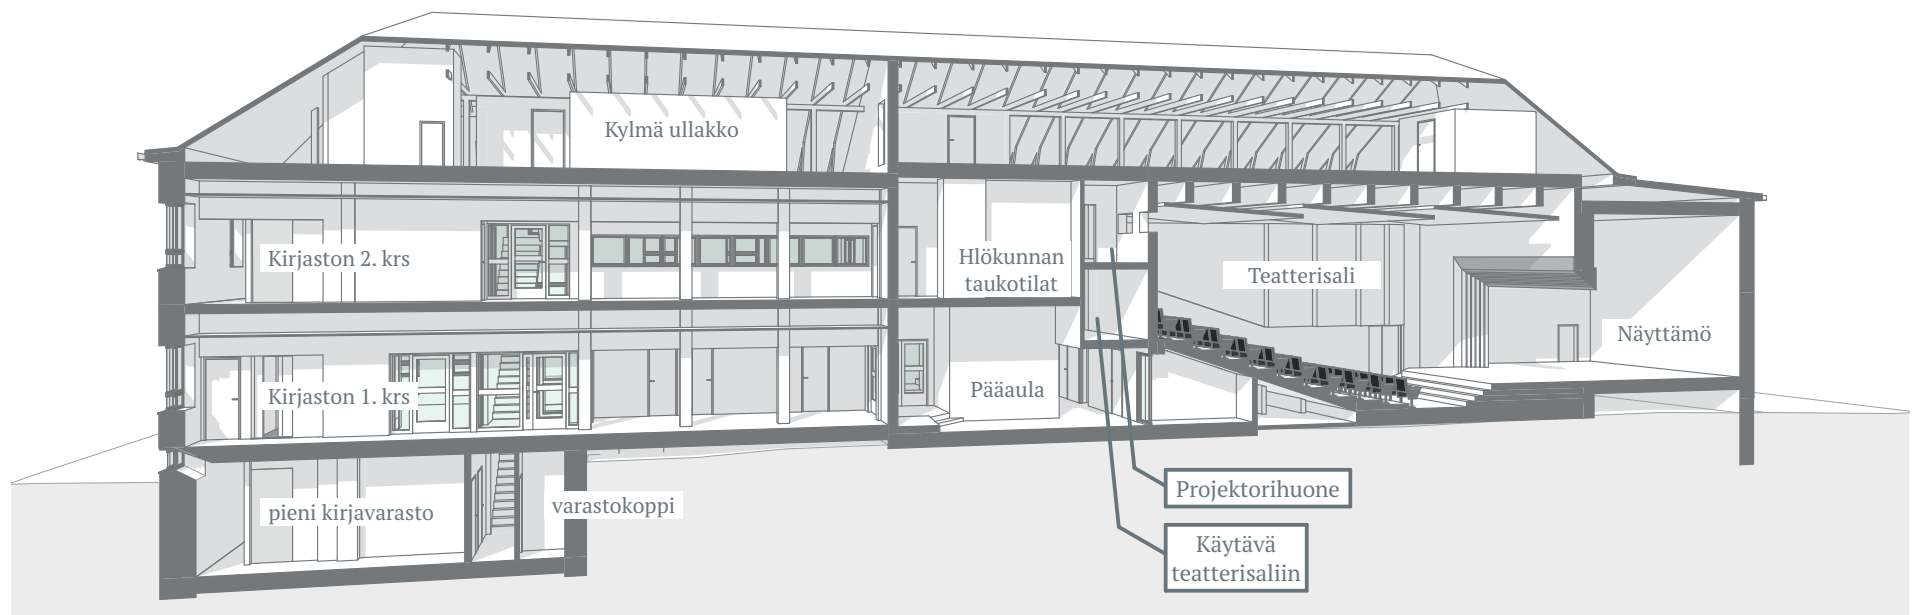 Kylmä ullakko
Kirjaston 2. krs
Hlökunnan
taukotilat
Teatterisali
Näyttämö
Kirjaston 1. krs
Pääaula
pieni kirjavarasto
varastokoppi
Projektorihuone
Käytävä
teatterisaliin